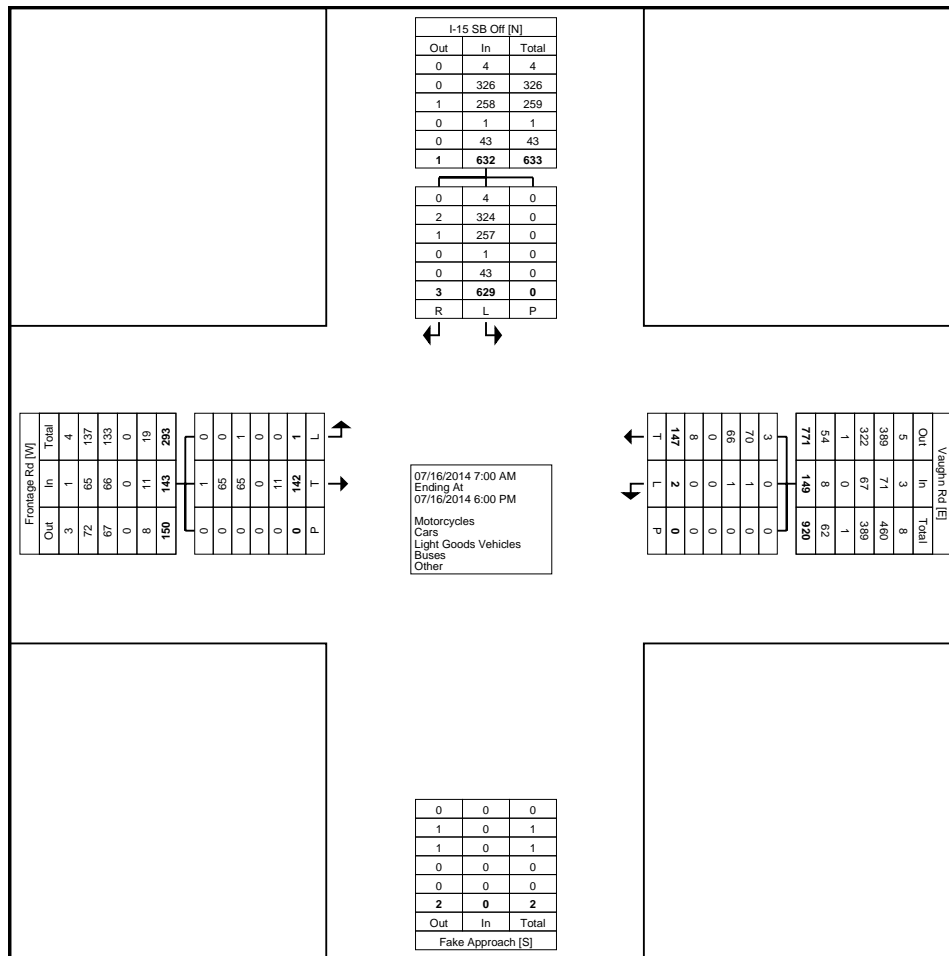 I-15 SB Off [N]
Out In Total
0 4 4
0 326 326
1 258 259
0 1 1
0 43 43
1 632 633
0 4 0
2 324 0
1 257 0
0 1 0
0 43 0
3 629 0
R L P
Frontage Rd [W]
Out In Total
3 1 4
72 65 137
67 66 133
0 0 0
8 11 19
150 143 293
0 1 0
0 65 0
0 65 1
0 0 0
0 11 0
0 142 1
P T L
07/16/2014 7:00 AM
Ending At
07/16/2014 6:00 PM
Motorcycles
Cars
Light Goods Vehicles
Buses
Other
Vaughn Rd [E]
Out In Total
5 3 8
389 71 460
322 67 389
1 0 1
54 8 62
771 149 920
3 0 0
70 1 0
66 1 0
0 0 0
8 0 0
147 2 0
T L P
0 0 0
1 0 1
1 0 1
0 0 0
0 0 0
2 0 2
Out In Total
Fake Approach [S]